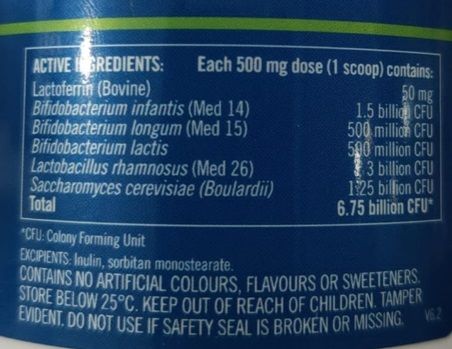 ACTIVE INGREDIENTS: Each 500 mg dose (1 scoop) contains:
Lactoferrin (Bovine) 50 mg
Bifidobacterium infantis (Med 14) 1.5 billion CFU
Bifidobacterium longum (Med 15) 500 million CFU
Bifidobacterium lactis 500 million CFU
Lactobacillus rhamnosus (Med 26) 3 billion CFU
Saccharomyces cerevisiae (Boulardii) 1.25 billion CFU
Total 6.75 billion CFU*
*CFU: Colony Forming Unit
EXCIPIENTS: Inulin, sorbitan monostearate.
CONTAINS NO ARTIFICIAL COLOURS, FLAVOURS OR SWEETENERS.
STORE BELOW 25°C. KEEP OUT OF REACH OF CHILDREN. TAMPER
EVIDENT. DO NOT USE IF SAFETY SEAL IS BROKEN OR MISSING. V6.2